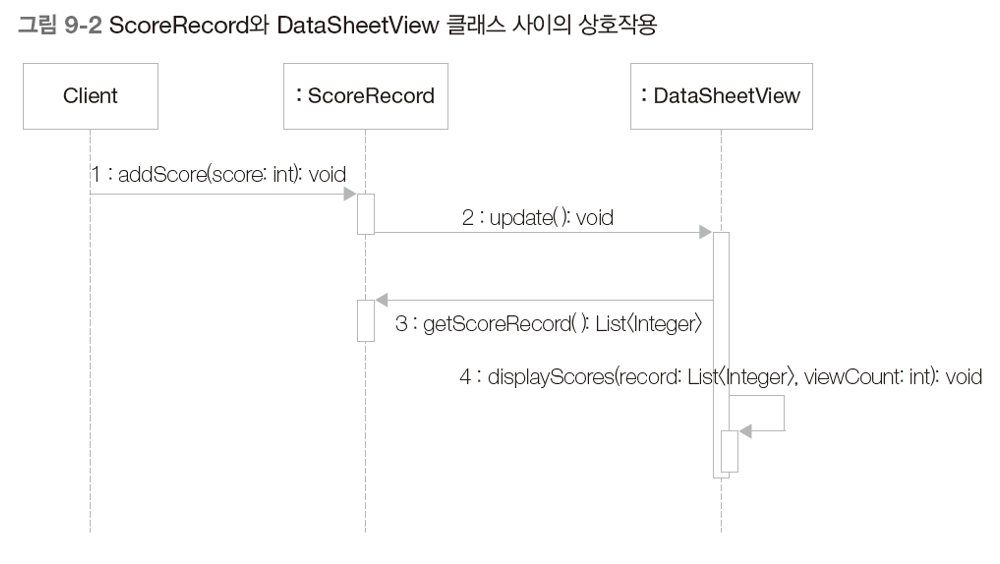 그림 9-2 ScoreRecord와 DataSheetView 클래스 사이의 상호작용
Client
: ScoreRecord
: DataSheetView
1 : addScore(score: int): void
2 : update( ): void
3 : getScoreRecord( ): List〈Integer〉
4 : displayScores(record: List〈Integer〉, viewCount: int): void